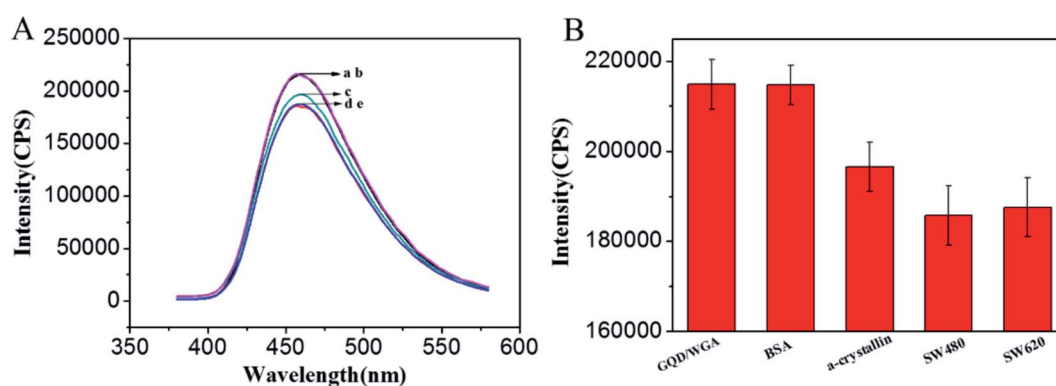 A
250000
200000
150000
100000
50000
0
Intensity(CPS)
350 400 450 500 550 600
Wavelength(nm)
a b
c
d e
B
220000
200000
180000
160000
Intensity(CPS)
GQD/WGA BSA a-crystallin SW480 SW620